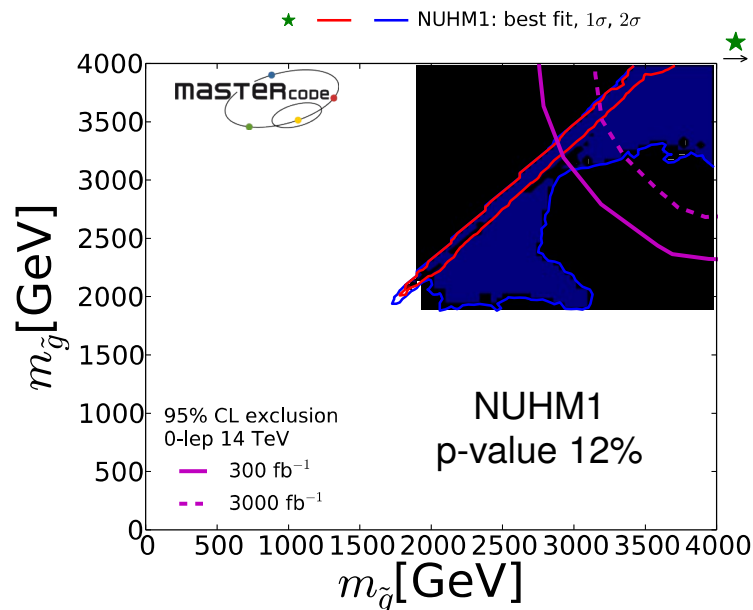 NUHM1: best fit, 1σ, 2σ
MASTERCODE
4000
3500
3000
2500
2000
1500
1000
500
0
m_g̃[GeV]
95% CL exclusion
0-lep 14 TeV
300 fb⁻¹
3000 fb⁻¹
NUHM1
p-value 12%
0 500 1000 1500 2000 2500 3000 3500 4000
m_q̃[GeV]